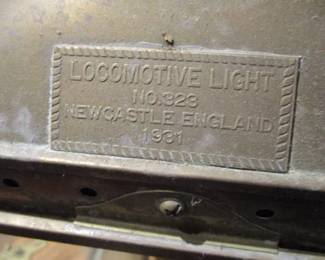 LOCOMOTIVE LIGHT
NO.323
NEWCASTLE ENGLAND
1931